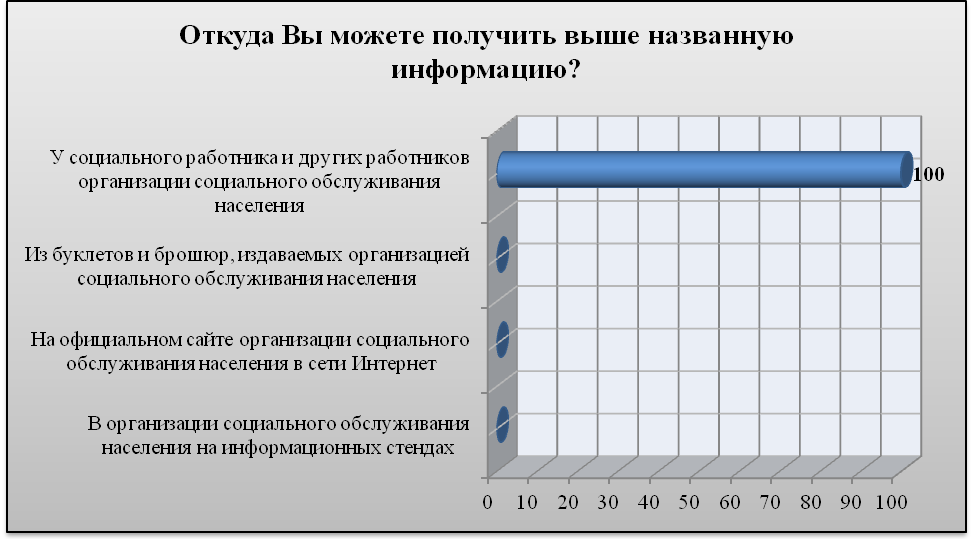 Откуда Вы можете получить выше названную
информацию?
У социального работника и других работников
организации социального обслуживания
населения
100
Из буклетов и брошюр, издаваемых организацией
социального обслуживания населения
На официальном сайте организации социального
обслуживания населения в сети Интернет
В организации социального обслуживания
населения на информационных стендах
0 10 20 30 40 50 60 70 80 90 100